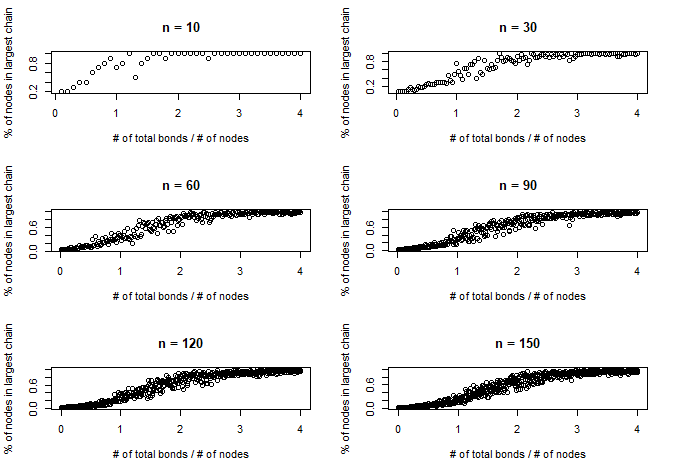 n = 10
% of nodes in largest chain
0.2 0.8
0 1 2 3 4
# of total bonds / # of nodes
n = 30
% of nodes in largest chain
0.2 0.8
0 1 2 3 4
# of total bonds / # of nodes
n = 60
% of nodes in largest chain
0.0 0.6
0 1 2 3 4
# of total bonds / # of nodes
n = 90
% of nodes in largest chain
0.0 0.6
0 1 2 3 4
# of total bonds / # of nodes
n = 120
% of nodes in largest chain
0.0 0.6
0 1 2 3 4
# of total bonds / # of nodes
n = 150
% of nodes in largest chain
0.0 0.6
0 1 2 3 4
# of total bonds / # of nodes